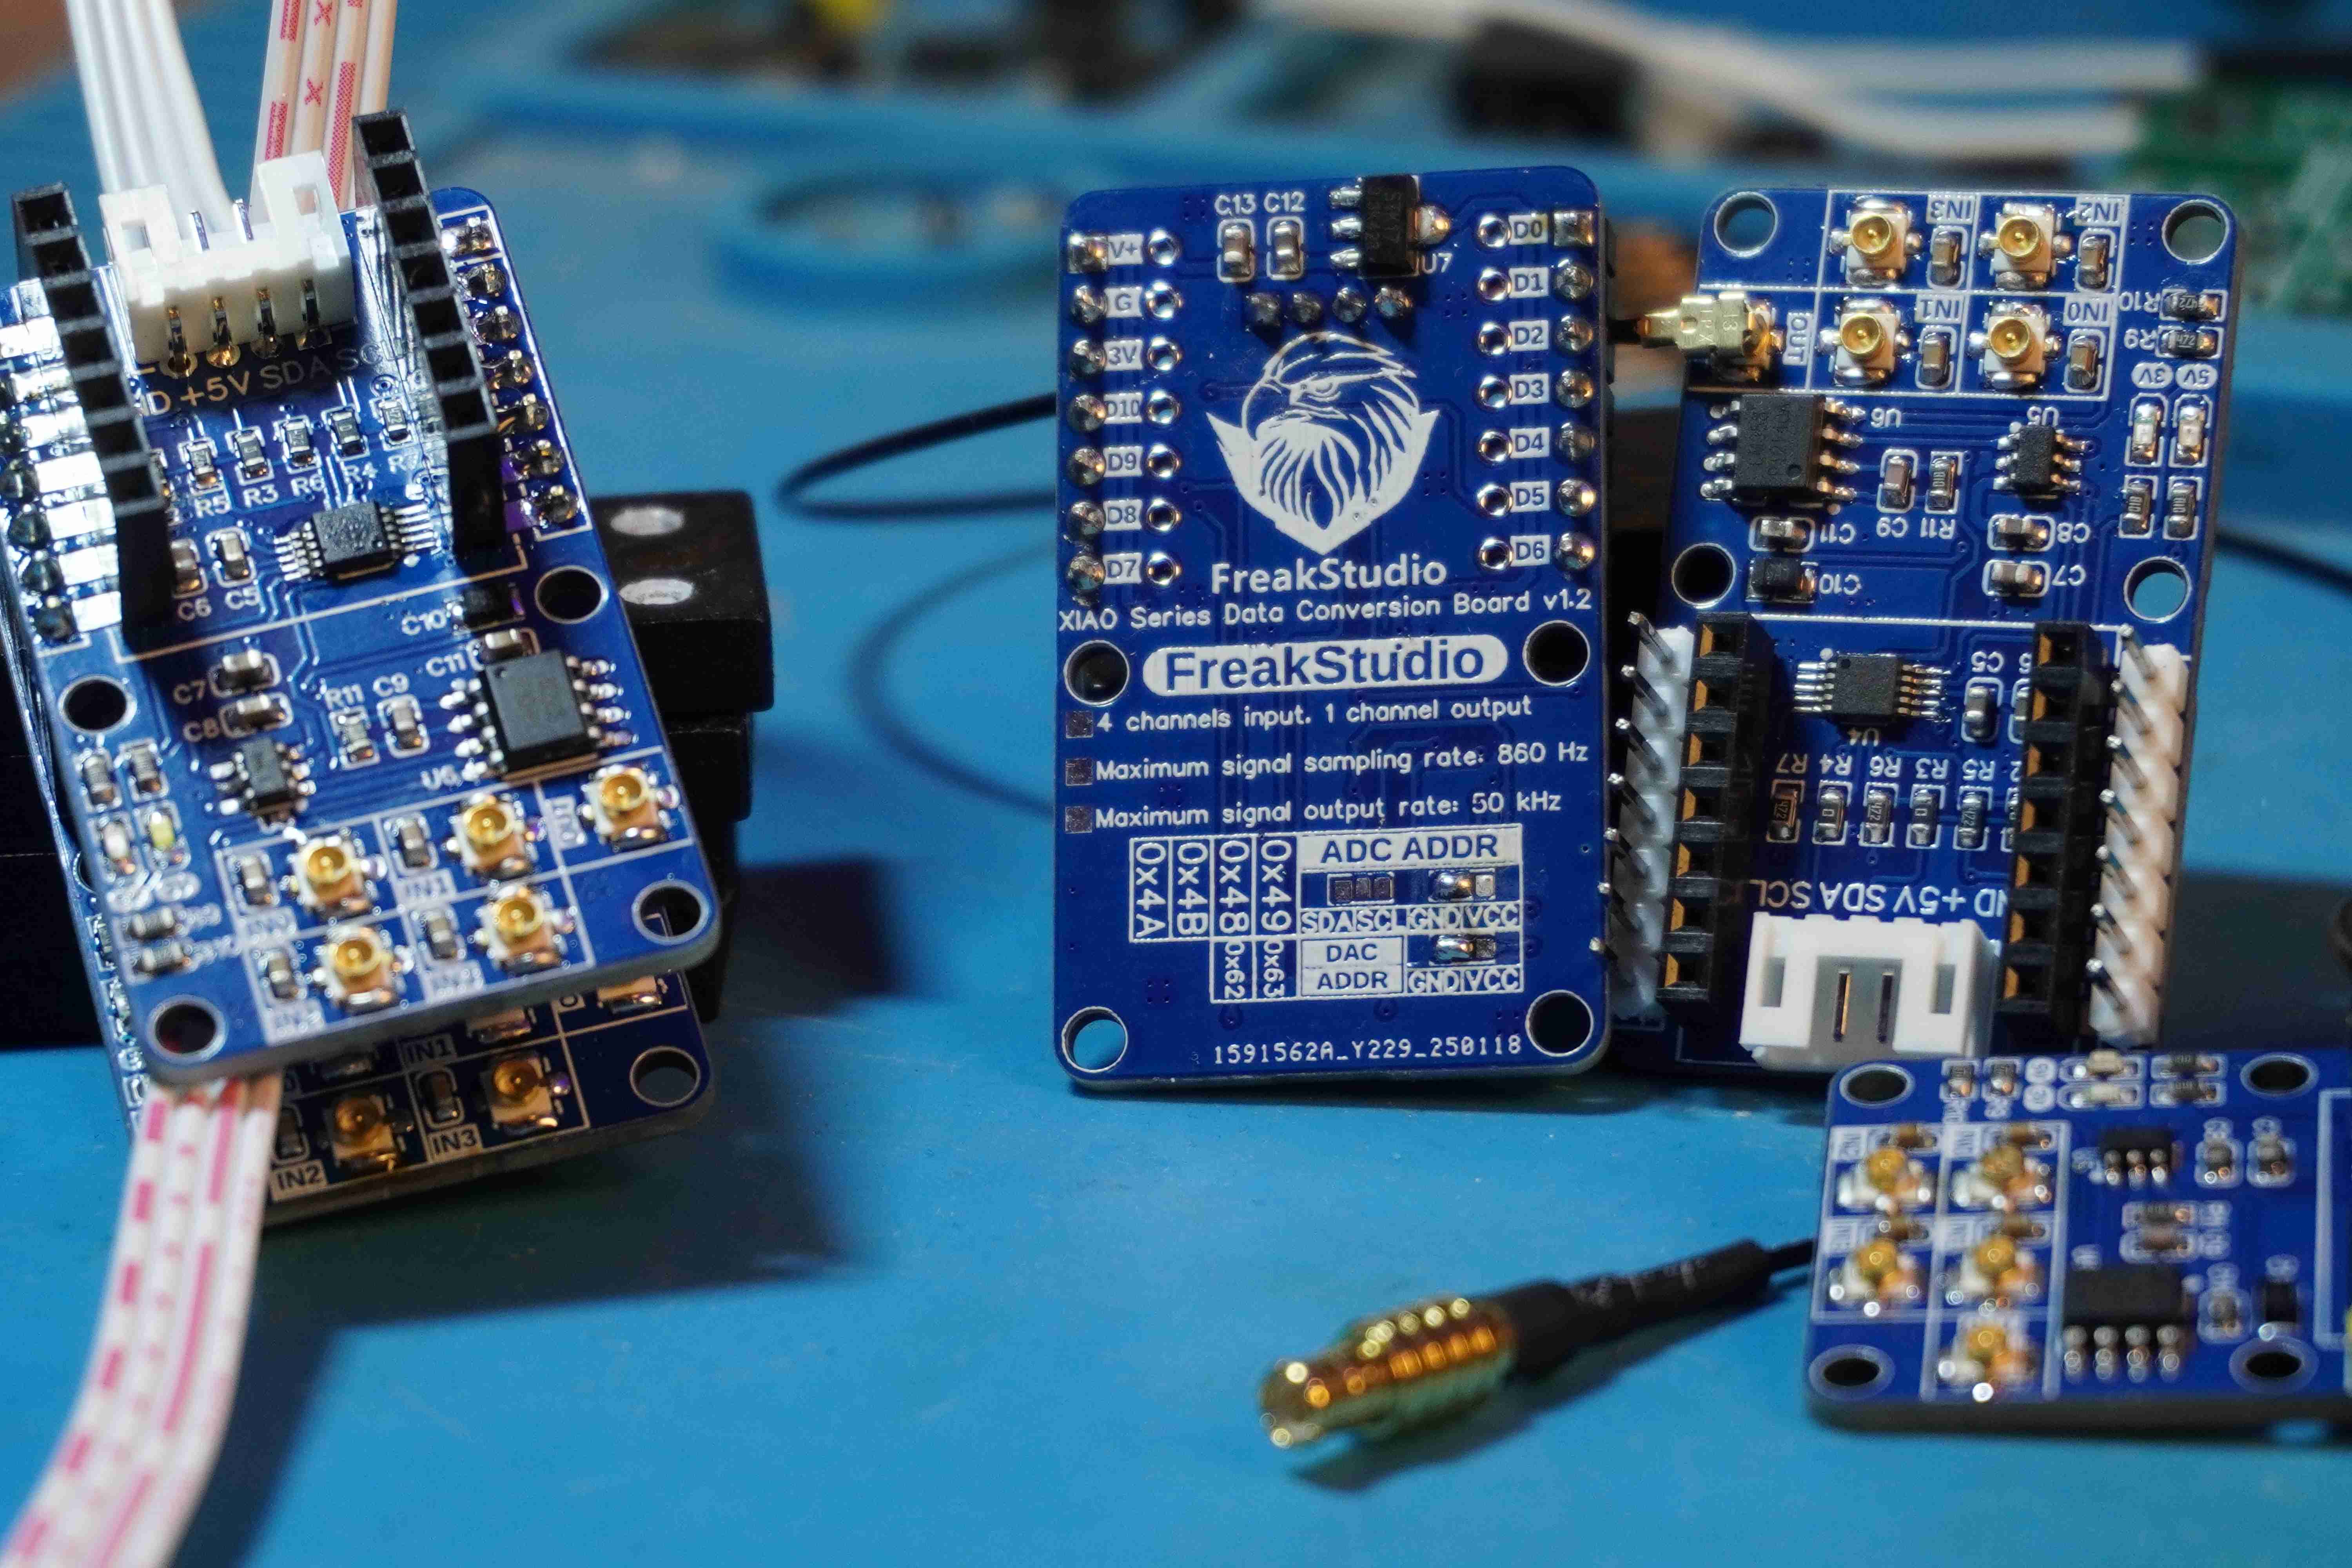 +5V SDA
R5 R3 R6 R4 R7
C6 C5
C10
C11
C7
C8
R11 C9
U6
IN1
IN1
IN2 IN3
C13 C12
U7
V+
G
3V
D10
D9
D8
D7
D0
D1
D2
D3
D4
D5
D6
FreakStudio
XIAO Series Data Conversion Board v1.2
FreakStudio
4 channels input. 1 channel output
Maximum signal sampling rate: 860 Hz
Maximum signal output rate: 50 kHz
0x4A 0x4B 0x48 0x49
ADC ADDR
SDA|SCL|GND|VCC
0x62 0x63
DAC
ADDR
GND|VCC
1591562A_Y229_250118
IN3 IN2
OUT IN1 IN0
R10
R9
3V 5V
U6 U5
C11 C9 R11 C8
C10 C7
U4 C5
R7 R4 R6 R3 R5
SCL SDA +5V